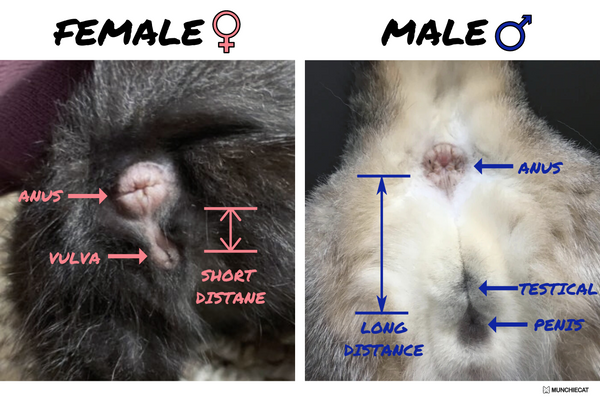 FEMALE ♀
MALE ♂
ANUS
VULVA
SHORT
DISTANE
ANUS
TESTICAL
PENIS
LONG
DISTANCE
MUNCHIECAT